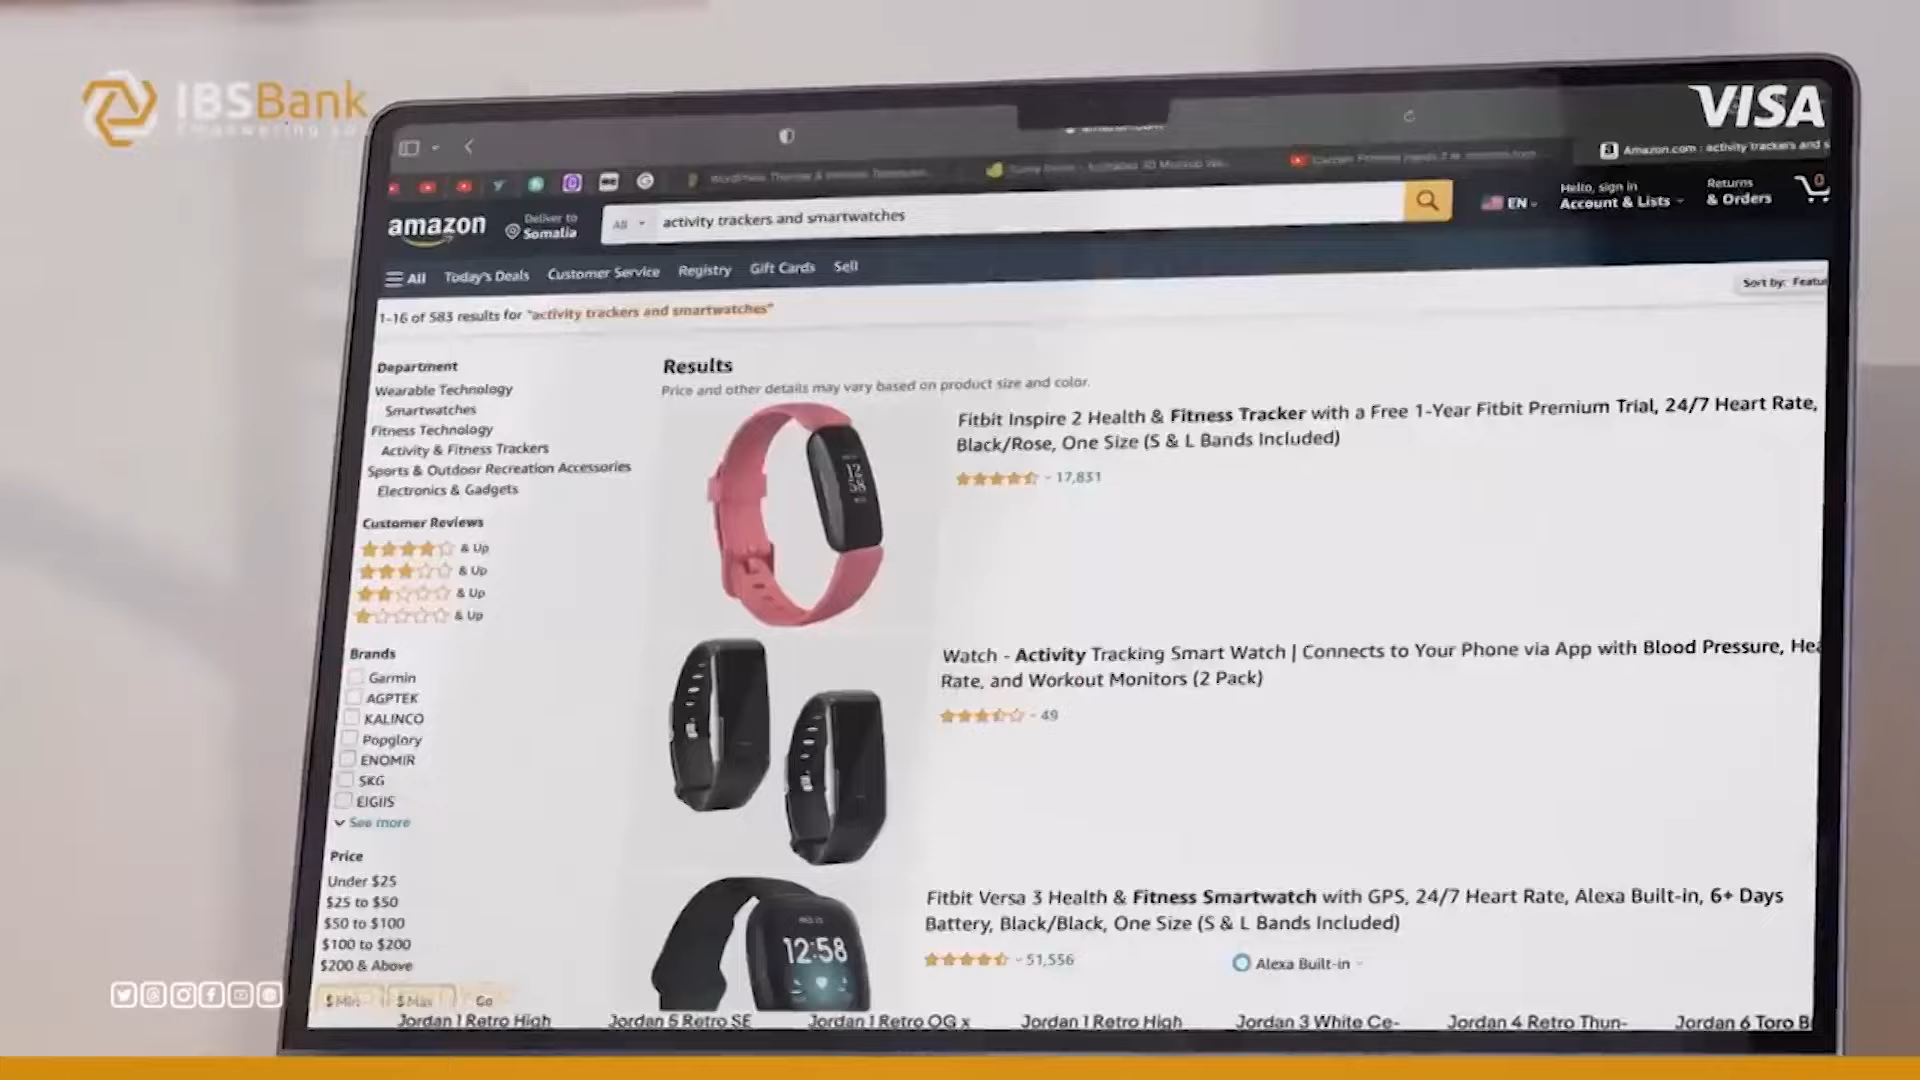 IBSBank
VISA
Amazon.com : activity trackers and s
amazon
Deliver to
Somalia
All
activity trackers and smartwatches
EN
Hello, sign in
Account & Lists
Returns
& Orders
0
All
Today's Deals
Customer Service
Registry
Gift Cards
Sell
1-16 of 583 results for "activity trackers and smartwatches"
Sort by: Featur
Department
Wearable Technology
Smartwatches
Fitness Technology
Activity & Fitness Trackers
Sports & Outdoor Recreation Accessories
Electronics & Gadgets
Customer Reviews
& Up
& Up
& Up
& Up
Brands
Garmin
AGPTEK
KALINCO
Popglory
ENOMIR
SKG
EIGIIS
See more
Price
Under $25
$25 to $50
$50 to $100
$100 to $200
$200 & Above
$ Min
$ Max
Go
Results
Price and other details may vary based on product size and color.
Fitbit Inspire 2 Health & Fitness Tracker with a Free 1-Year Fitbit Premium Trial, 24/7 Heart Rate,
Black/Rose, One Size (S & L Bands Included)
17,831
12
58
Watch - Activity Tracking Smart Watch | Connects to Your Phone via App with Blood Pressure, Hea
Rate, and Workout Monitors (2 Pack)
49
Fitbit Versa 3 Health & Fitness Smartwatch with GPS, 24/7 Heart Rate, Alexa Built-in, 6+ Days
Battery, Black/Black, One Size (S & L Bands Included)
51,556
Alexa Built-in
12:58
Jordan 1 Retro High
Jordan 5 Retro SE
Jordan 1 Retro OG x
Jordan 1 Retro High
Jordan 3 White Ce-
Jordan 4 Retro Thun-
Jordan 6 Toro B